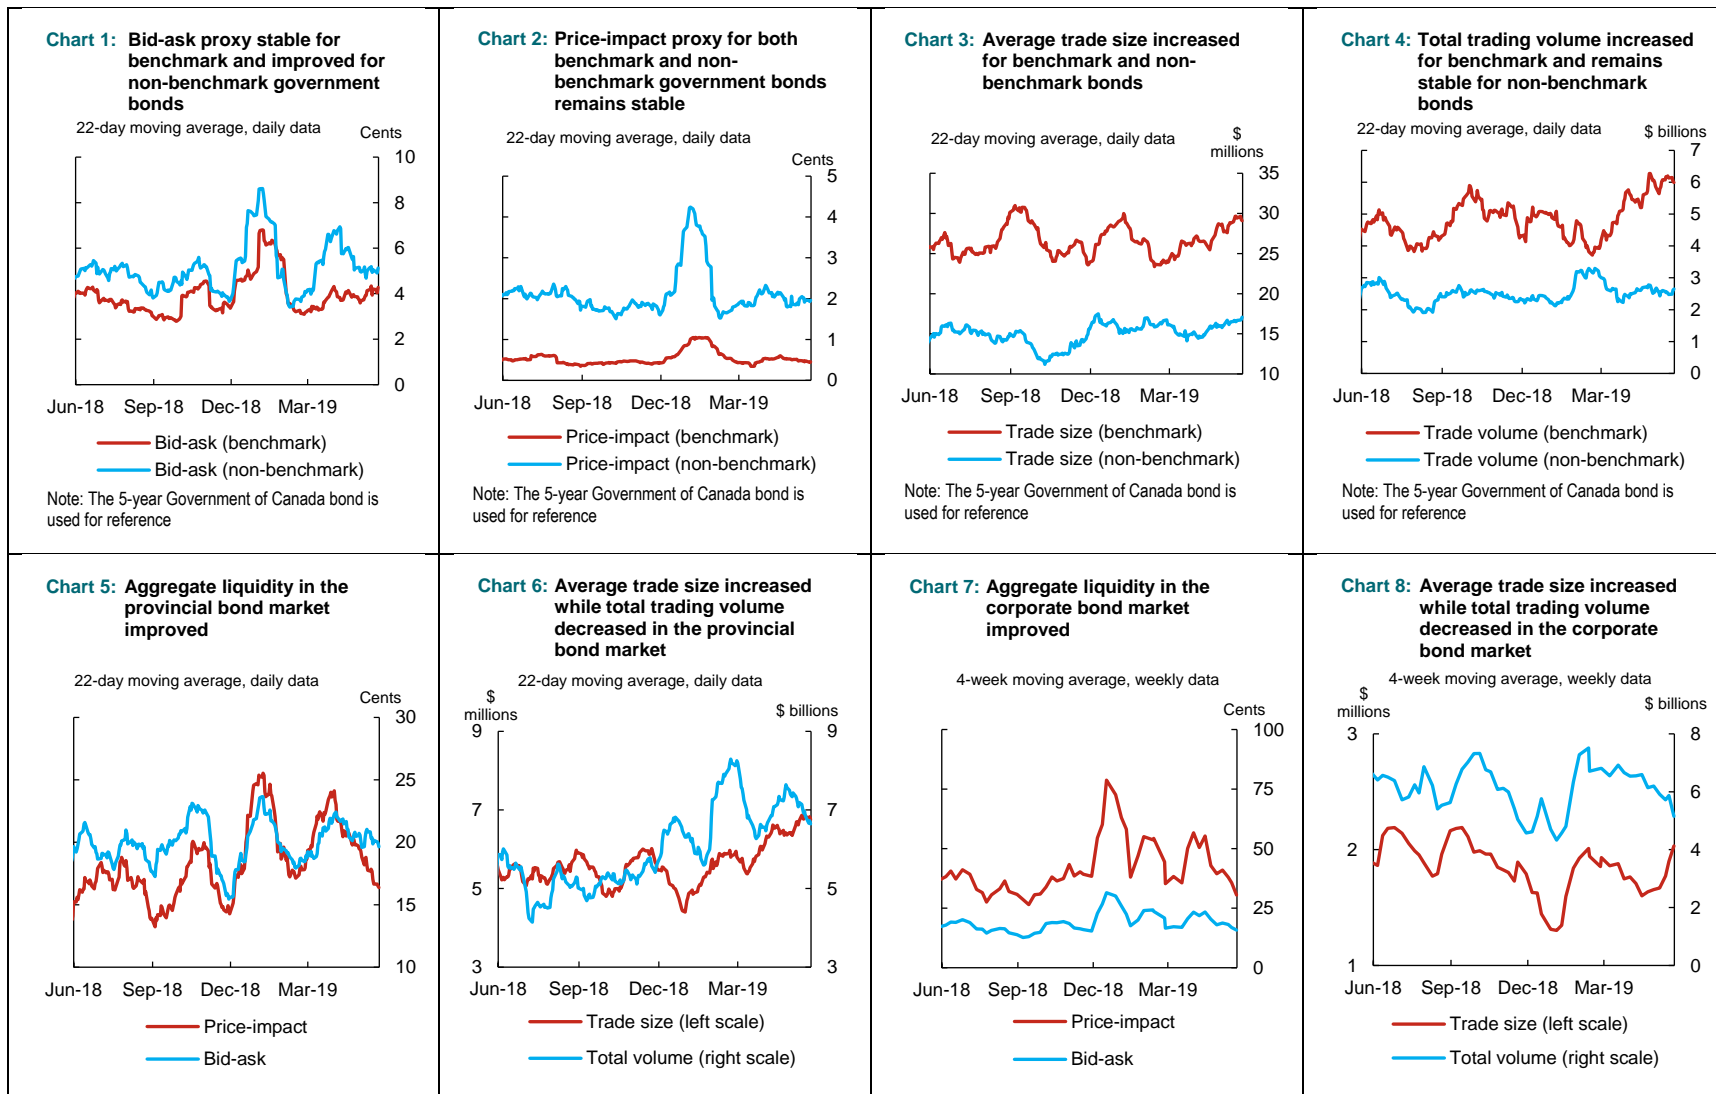 Chart 1: Bid-ask proxy stable for
benchmark and improved for
non-benchmark government
bonds
22-day moving average, daily data
Cents
10
8
6
4
2
0
Jun-18 Sep-18 Dec-18 Mar-19
Bid-ask (benchmark)
Bid-ask (non-benchmark)
Note: The 5-year Government of Canada bond is
used for reference
Chart 2: Price-impact proxy for both
benchmark and non-
benchmark government bonds
remains stable
22-day moving average, daily data
Cents
5
4
3
2
1
0
Jun-18 Sep-18 Dec-18 Mar-19
Price-impact (benchmark)
Price-impact (non-benchmark)
Note: The 5-year Government of Canada bond is
used for reference
Chart 3: Average trade size increased
for benchmark and non-
benchmark bonds
22-day moving average, daily data
$
millions
35
30
25
20
15
10
Jun-18 Sep-18 Dec-18 Mar-19
Trade size (benchmark)
Trade size (non-benchmark)
Note: The 5-year Government of Canada bond is
used for reference
Chart 4: Total trading volume increased
for benchmark and remains
stable for non-benchmark
bonds
22-day moving average, daily data
$ billions
7
6
5
4
3
2
1
0
Jun-18 Sep-18 Dec-18 Mar-19
Trade volume (benchmark)
Trade volume (non-benchmark)
Note: The 5-year Government of Canada bond is
used for reference
Chart 5: Aggregate liquidity in the
provincial bond market
improved
22-day moving average, daily data
Cents
30
25
20
15
10
Jun-18 Sep-18 Dec-18 Mar-19
Price-impact
Bid-ask
Chart 6: Average trade size increased
while total trading volume
decreased in the provincial
bond market
22-day moving average, daily data
$
millions
$ billions
9 9
7 7
5 5
3 3
Jun-18 Sep-18 Dec-18 Mar-19
Trade size (left scale)
Total volume (right scale)
Chart 7: Aggregate liquidity in the
corporate bond market
improved
4-week moving average, weekly data
Cents
100
75
50
25
0
Jun-18 Sep-18 Dec-18 Mar-19
Price-impact
Bid-ask
Chart 8: Average trade size increased
while total trading volume
decreased in the corporate
bond market
4-week moving average, weekly data
$
millions
$ billions
3 8
6
2 4
2
1 0
Jun-18 Sep-18 Dec-18 Mar-19
Trade size (left scale)
Total volume (right scale)